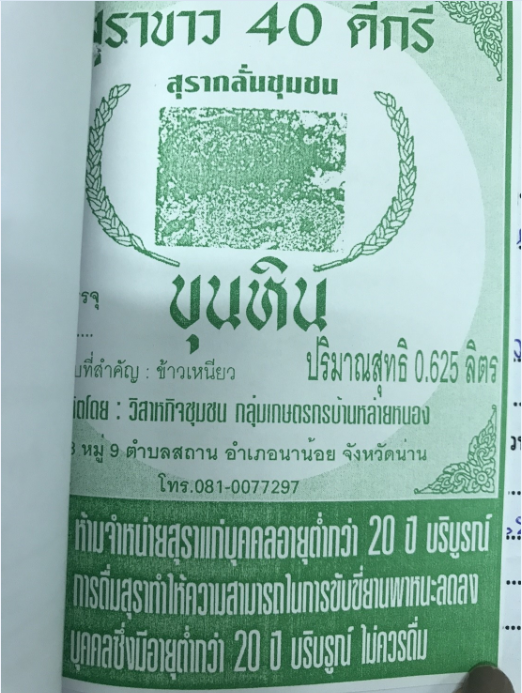 สุราขาว 40 ดีกรี
สุรากลั่นชุมชน
ขุนหิน
รจุ
....
บที่สำคัญ : ข้าวเหนียว
ปริมาณสุทธิ 0.625 ลิตร
ตโดย : วิสาหกิจชุมชน กลุ่มเกษตรกรบ้านหล่ายหนอง
หมู่ 9 ตำบลสถาน อำเภอนาน้อย จังหวัดน่าน
โทร.081-0077297
ห้ามจำหน่ายสุราแก่บุคคลอายุต่ำกว่า 20 ปี บริบูรณ์
การดื่มสุราทำให้ความสามารถในการขับขี่ยานพาหนะลดลง
บุคคลซึ่งมีอายุต่ำกว่า 20 ปี บริบูรณ์ ไม่ควรดื่ม